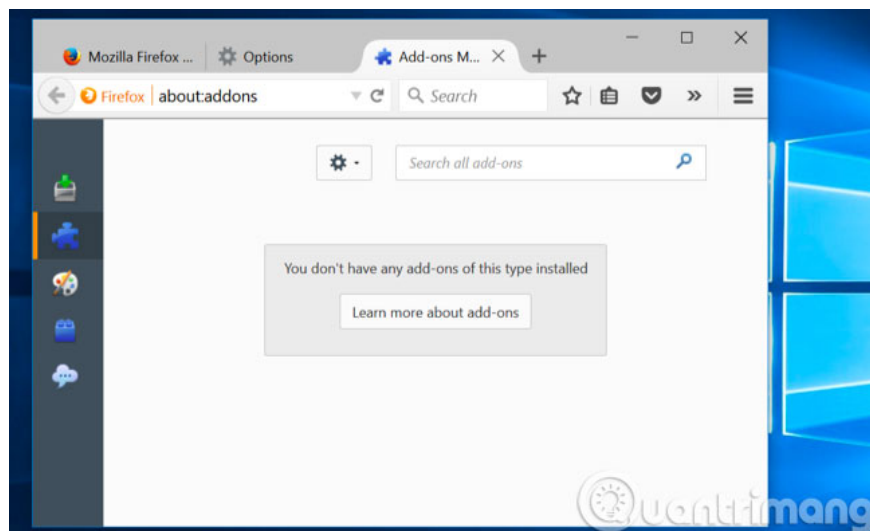 Mozilla Firefox ...
Options
Add-ons M...
Firefox
about:addons
Search
Search all add-ons
You don't have any add-ons of this type installed
Learn more about add-ons
Quantrimang